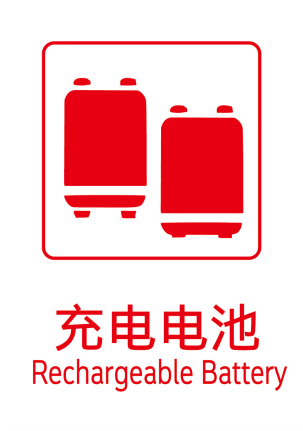 充电电池
Rechargeable Battery